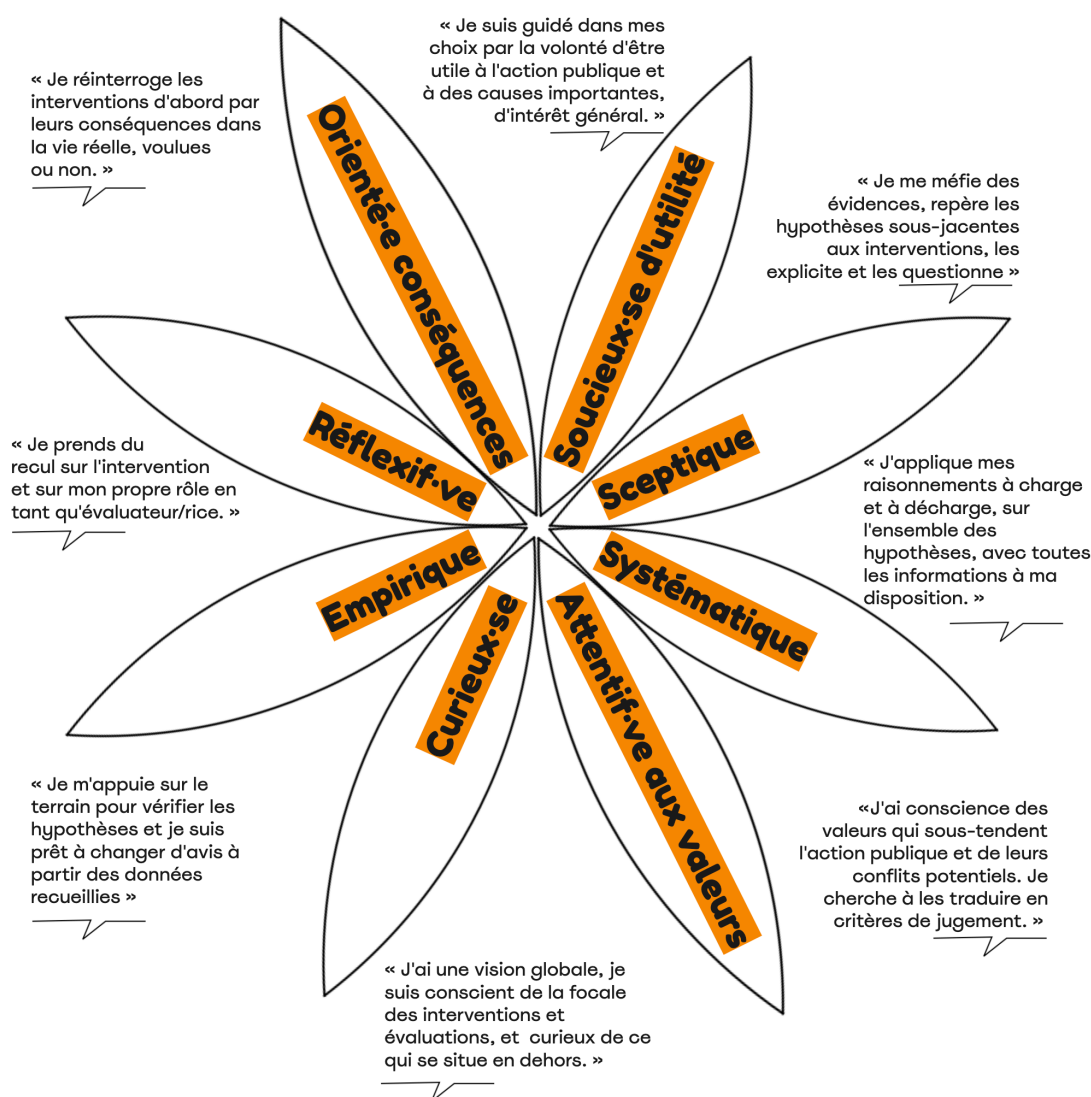 « Je suis guidé dans mes
choix par la volonté d'être
utile à l'action publique et
à des causes importantes,
d'intérêt général. »
« Je réinterroge les
interventions d'abord par
leurs conséquences dans
la vie réelle, voulues
ou non. »
Orienté·e conséquences
Soucieux·se d'utilité
« Je me méfie des
évidences, repère les
hypothèses sous-jacentes
aux interventions, les
explicite et les questionne »
Réflexif·ve
Sceptique
« Je prends du
recul sur l'intervention
et sur mon propre rôle en
tant qu'évaluateur/rice. »
« J'applique mes
raisonnements à charge
et à décharge, sur
l'ensemble des
hypothèses, avec toutes
les informations à ma
disposition. »
Empirique
Systématique
Curieux·se
Attentif·ve aux valeurs
« Je m'appuie sur le
terrain pour vérifier les
hypothèses et je suis
prêt à changer d'avis à
partir des données
recueillies »
«J'ai conscience des
valeurs qui sous-tendent
l'action publique et de leurs
conflits potentiels. Je
cherche à les traduire en
critères de jugement. »
« J'ai une vision globale, je
suis conscient de la focale
des interventions et
évaluations, et curieux de ce
qui se situe en dehors. »